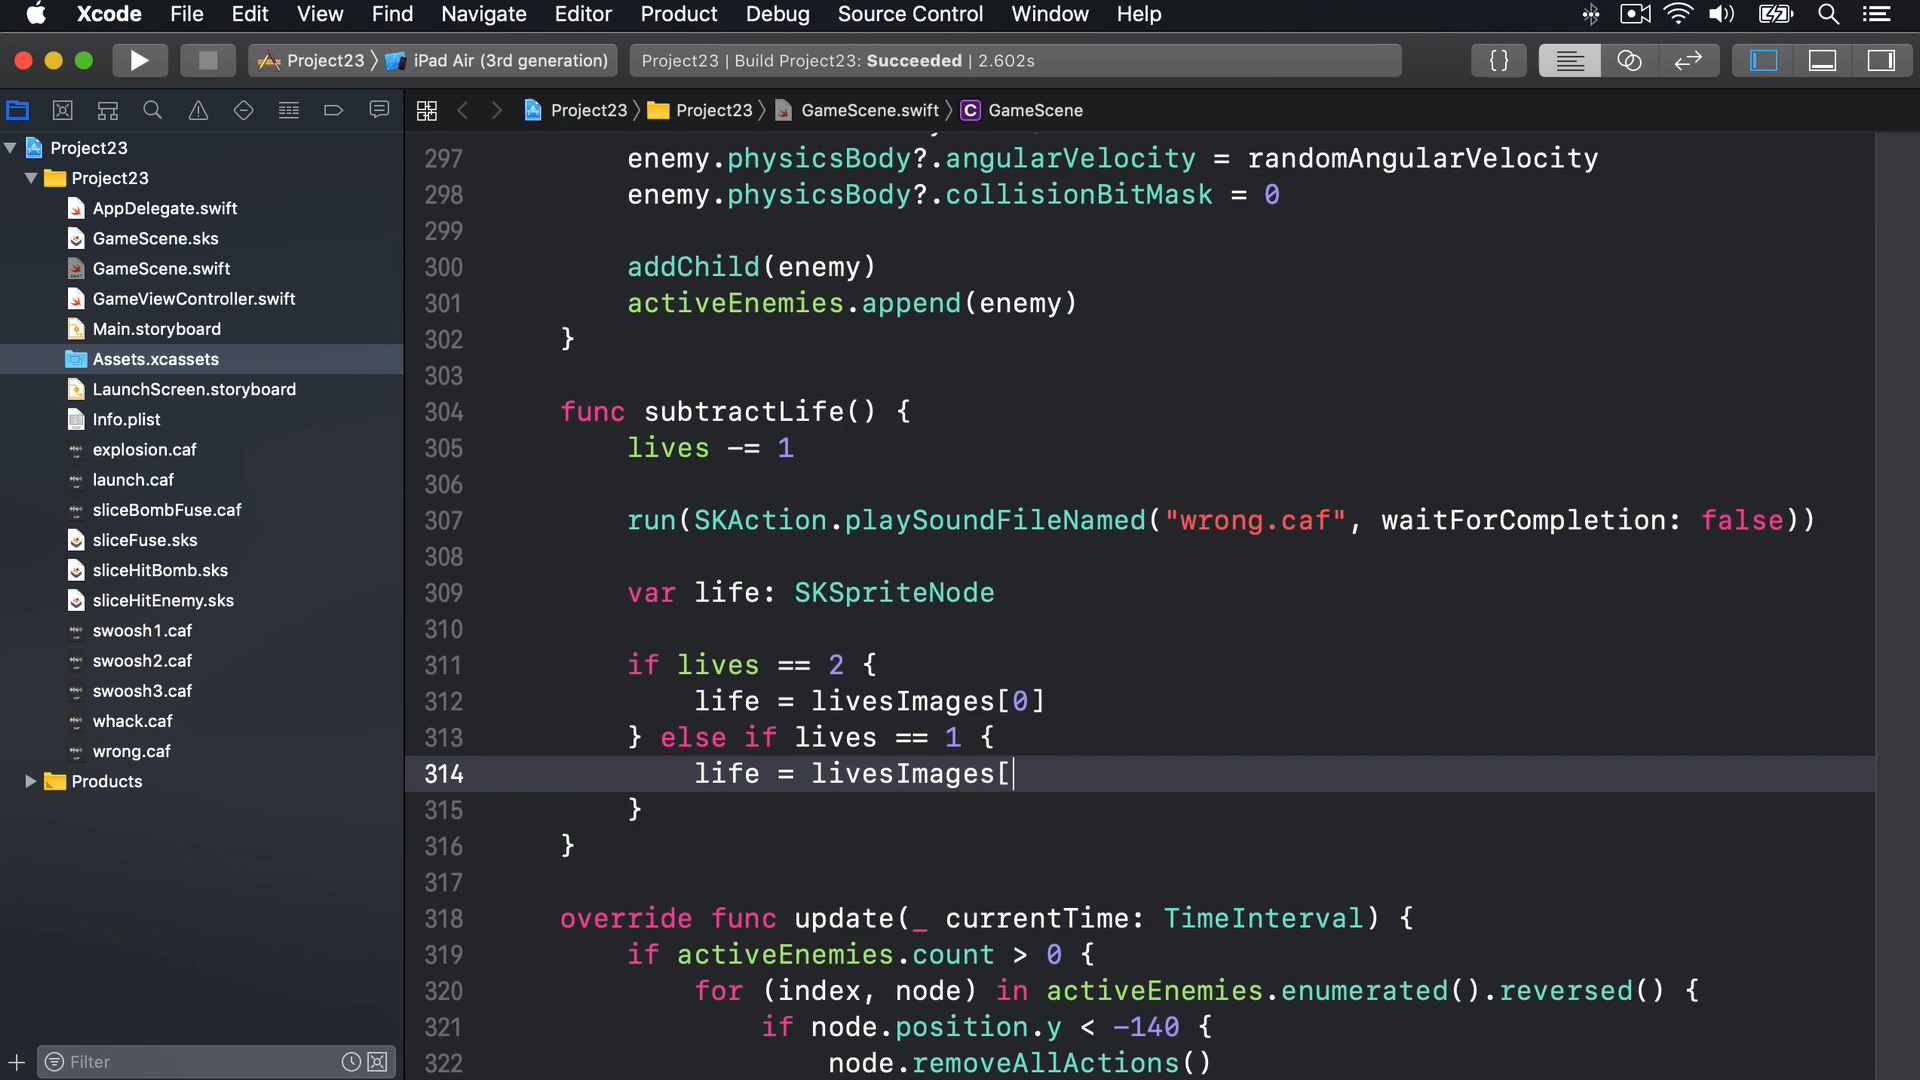 Xcode File Edit View Find Navigate Editor Product Debug Source Control Window Help
Project23 iPad Air (3rd generation) Project23 | Build Project23: Succeeded | 2.602s {}
Project23 Project23 GameScene.swift C GameScene
Project23
Project23
AppDelegate.swift
GameScene.sks
GameScene.swift
GameViewController.swift
Main.storyboard
Assets.xcassets
LaunchScreen.storyboard
Info.plist
explosion.caf
launch.caf
sliceBombFuse.caf
sliceFuse.sks
sliceHitBomb.sks
sliceHitEnemy.sks
swoosh1.caf
swoosh2.caf
swoosh3.caf
whack.caf
wrong.caf
Products
Filter
297 enemy.physicsBody?.angularVelocity = randomAngularVelocity
298 enemy.physicsBody?.collisionBitMask = 0
299
300 addChild(enemy)
301 activeEnemies.append(enemy)
302 }
303
304 func subtractLife() {
305 lives -= 1
306
307 run(SKAction.playSoundFileNamed("wrong.caf", waitForCompletion: false))
308
309 var life: SKSpriteNode
310
311 if lives == 2 {
312 life = livesImages[0]
313 } else if lives == 1 {
314 life = livesImages[
315 }
316 }
317
318 override func update(_ currentTime: TimeInterval) {
319 if activeEnemies.count > 0 {
320 for (index, node) in activeEnemies.enumerated().reversed() {
321 if node.position.y < -140 {
322 node.removeAllActions()